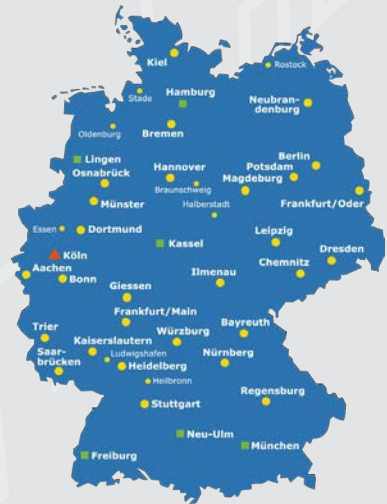 Kiel
Rostock
Stade
Hamburg
Neubran-
denburg
Oldenburg
Bremen
Lingen
Osnabrück
Hannover
Braunschweig
Berlin
Potsdam
Magdeburg
Münster
Halberstadt
Frankfurt/Oder
Essen
Dortmund
Kassel
Leipzig
Dresden
Köln
Aachen
Bonn
Ilmenau
Chemnitz
Giessen
Frankfurt/Main
Trier
Würzburg
Bayreuth
Kaiserslautern
Saar-
brücken
Ludwigshafen
Heidelberg
Nürnberg
Heilbronn
Stuttgart
Regensburg
Neu-Ulm
München
Freiburg